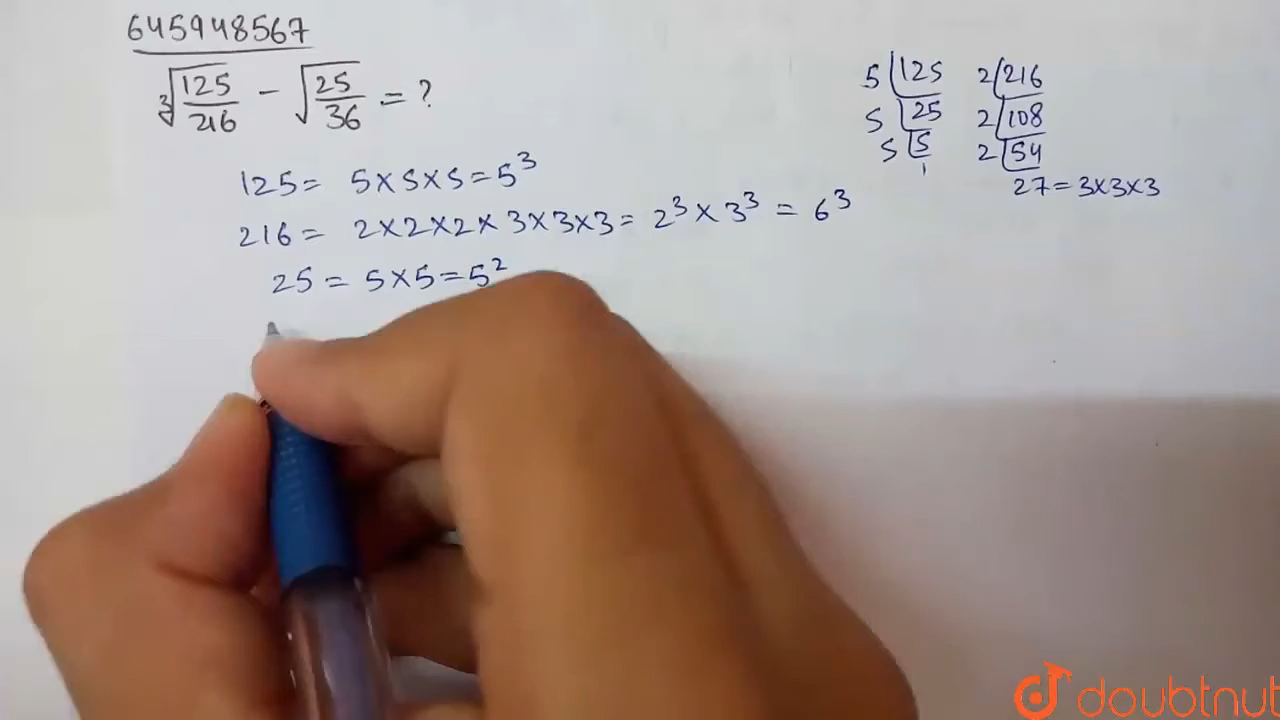 645948567
∛(125/216) - √(25/36) = ?
125 = 5×5×5 = 5³
216 = 2×2×2×3×3×3 = 2³×3³ = 6³
25 = 5×5 = 5²
5 125
5 25
5 5
1
2 216
2 108
2 54
27 = 3×3×3
doubtnut